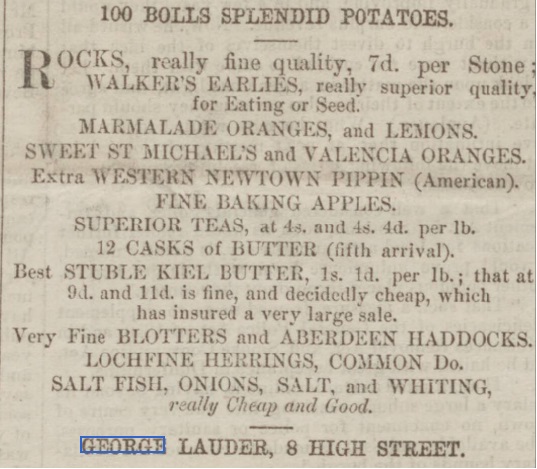 100 BOLLS SPLENDID POTATOES.
ROCKS, really fine quality, 7d. per Stone;
WALKER'S EARLIES, really superior quality,
for Eating or Seed.
MARMALADE ORANGES, and LEMONS.
SWEET ST MICHAEL'S and VALENCIA ORANGES.
Extra WESTERN NEWTOWN PIPPIN (American).
FINE BAKING APPLES.
SUPERIOR TEAS, at 4s. and 4s. 4d. per lb.
12 CASKS of BUTTER (fifth arrival).
Best STUBLE KIEL BUTTER, 1s. 1d. per lb.; that at
9d. and 11d. is fine, and decidedly cheap, which
has insured a very large sale.
Very Fine BLOTTERS and ABERDEEN HADDOCKS.
LOCHFINE HERRINGS, COMMON Do.
SALT FISH, ONIONS, SALT, and WHITING,
really Cheap and Good.
GEORGE LAUDER, 8 HIGH STREET.